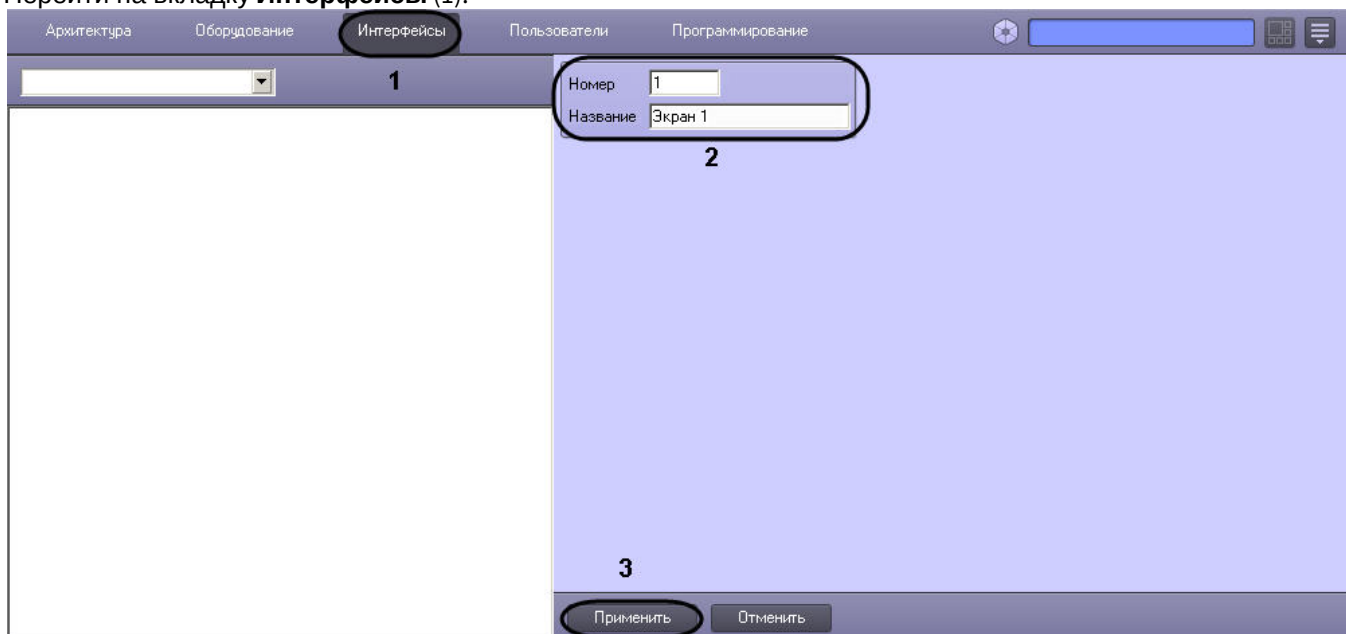 Перейти на вкладку Интерфейсы (1).
Архитектура Оборудование Интерфейсы Пользователи Программирование
1
Номер 1
Название Экран 1
2
3
Применить Отменить